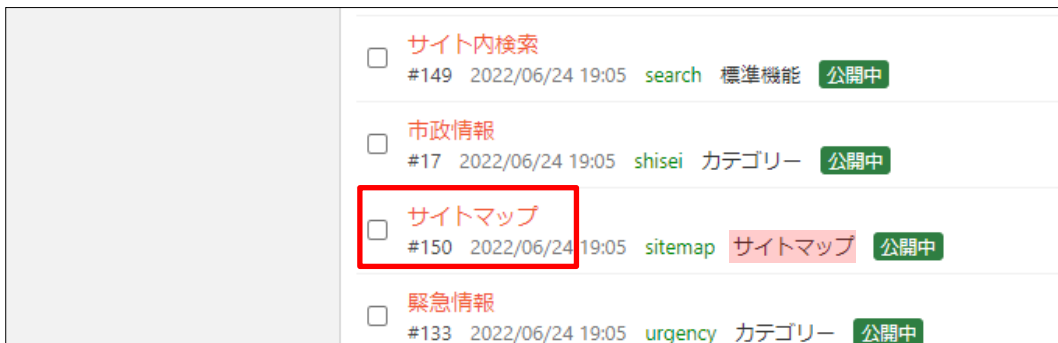 サイト内検索
#149 2022/06/24 19:05 search 標準機能 公開中
市政情報
#17 2022/06/24 19:05 shisei カテゴリー 公開中
サイトマップ
#150 2022/06/24 19:05 sitemap サイトマップ 公開中
緊急情報
#133 2022/06/24 19:05 urgency カテゴリー 公開中